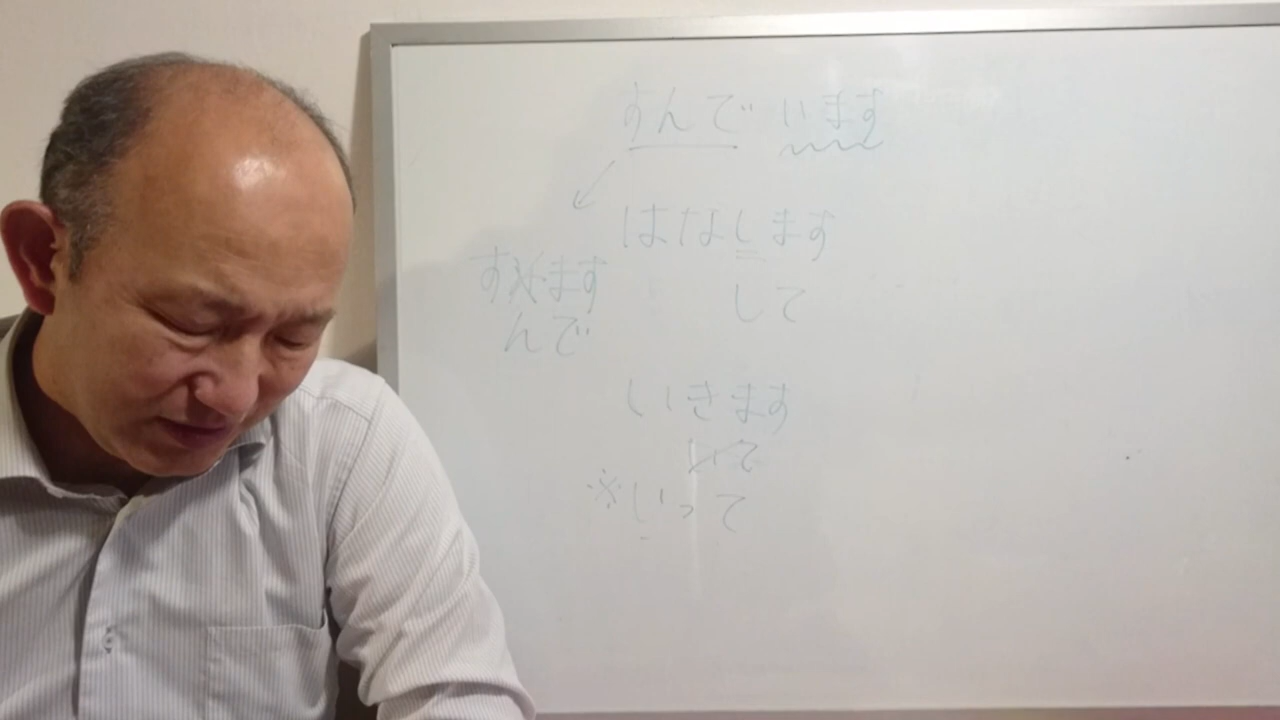 すんで います
はなします
すみます
して
んで
いきます
いて
※いって